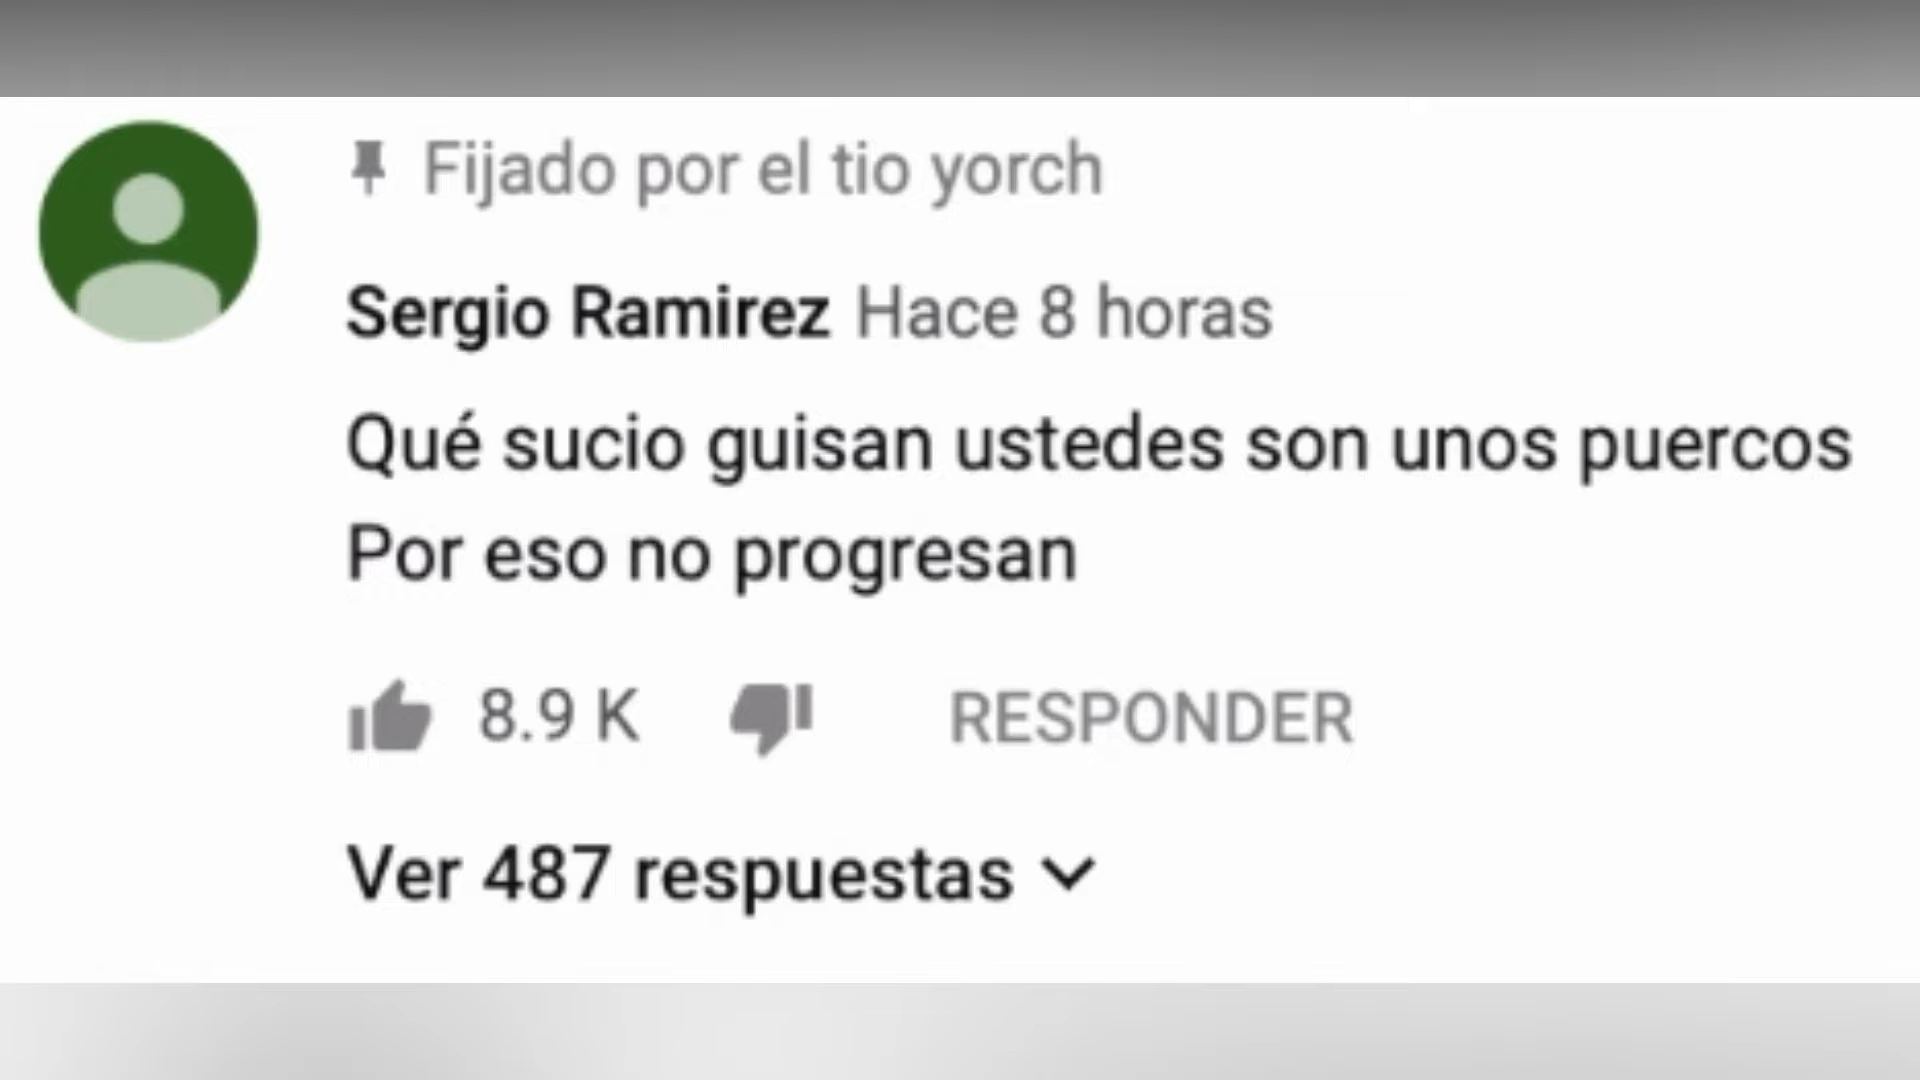 Fijado por el tio yorch
Sergio Ramirez Hace 8 horas
Qué sucio guisan ustedes son unos puercos
Por eso no progresan
8.9 K RESPONDER
Ver 487 respuestas